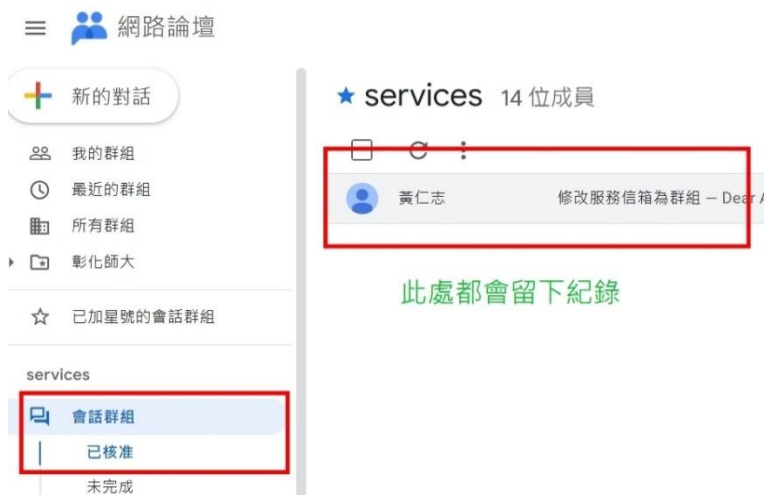 網路論壇
新的對話
我的群組
最近的群組
所有群組
彰化師大
已加星號的會話群組
services
會話群組
已核准
未完成
services 14 位成員
黃仁志 修改服務信箱為群組 – Dear A
此處都會留下紀錄